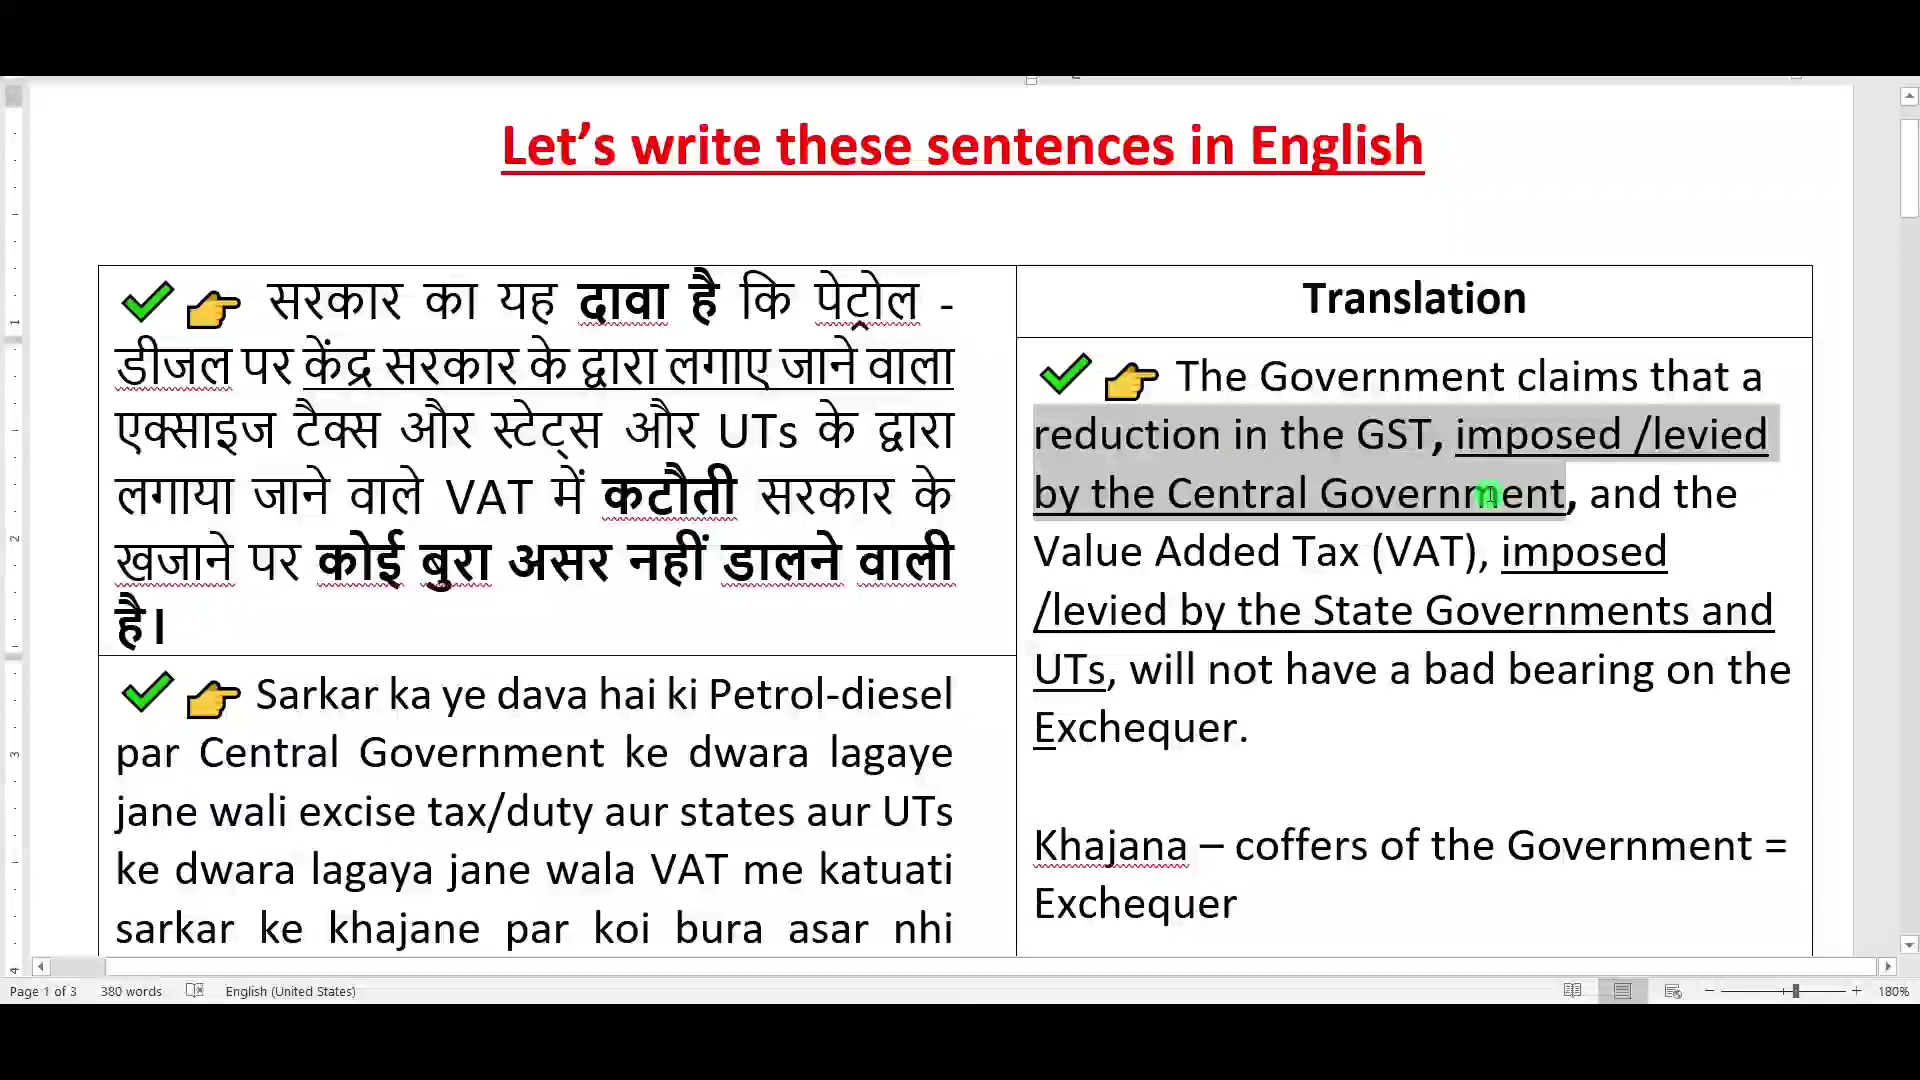 Let's write these sentences in English
सरकार का यह दावा है कि पेट्रोल -
डीजल पर केंद्र सरकार के द्वारा लगाए जाने वाला
एक्साइज टैक्स और स्टेट्स और UTs के द्वारा
लगाया जाने वाले VAT में कटौती सरकार के
खजाने पर कोई बुरा असर नहीं डालने वाली
है।
Sarkar ka ye dava hai ki Petrol-diesel
par Central Government ke dwara lagaye
jane wali excise tax/duty aur states aur UTs
ke dwara lagaya jane wala VAT me katuati
sarkar ke khajane par koi bura asar nhi
Translation
The Government claims that a
reduction in the GST, imposed /levied
by the Central Government, and the
Value Added Tax (VAT), imposed
/levied by the State Governments and
UTs, will not have a bad bearing on the
Exchequer.
Khajana – coffers of the Government =
Exchequer
Page 1 of 3 380 words English (United States) 180%